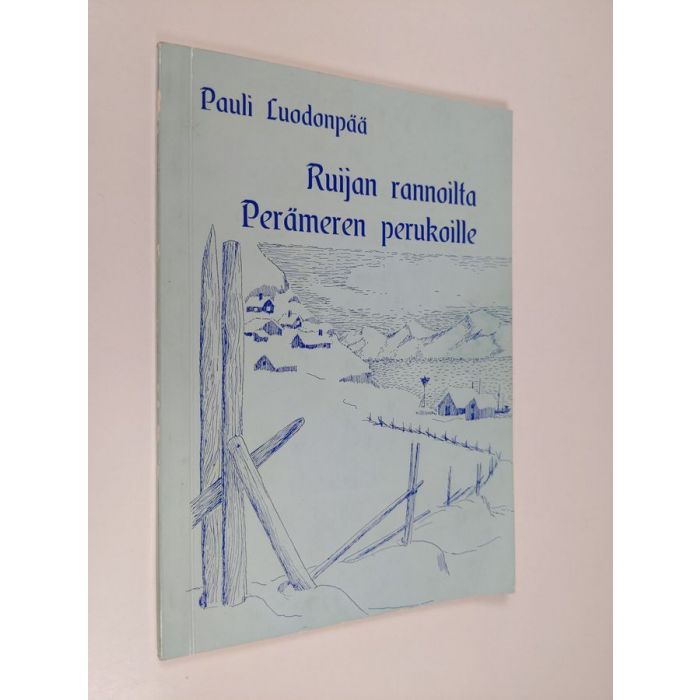 Pauli Luodonpää
Ruijan rannoilta
Perämeren perukoille